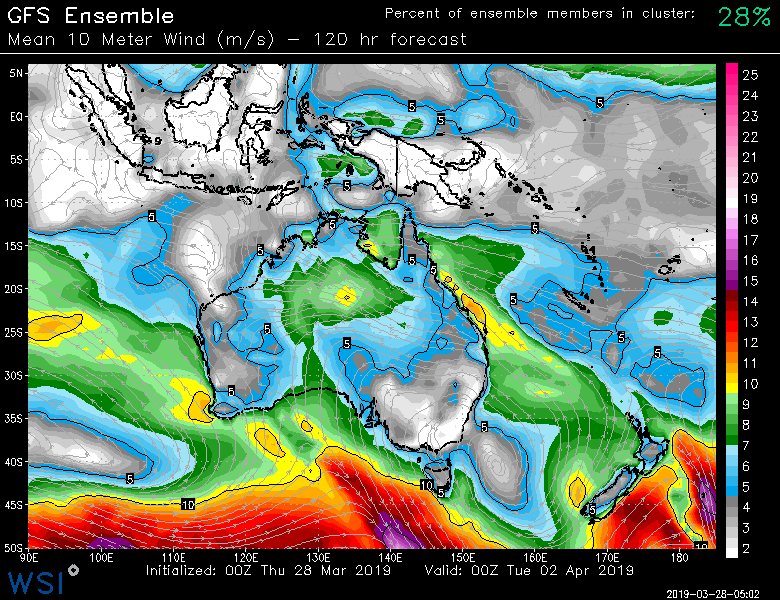 GFS Ensemble Percent of ensemble members in cluster: 28%
Mean 10 Meter Wind (m/s) – 120 hr forecast
5N
EQ
5S
10S
15S
20S
25S
30S
35S
40S
45S
50S
5 5 5 5 5 5 5 5 5 5 5 5 5 5 5 5 5 5 5 5
10 10 10
25
24
23
22
21
20
19
18
17
16
15
14
13
12
11
10
9
8
7
6
5
4
3
2
90E 100E 110E 120E 130E 140E 150E 160E 170E 180
Initialized: 00Z Thu 28 Mar 2019 Valid: 00Z Tue 02 Apr 2019
WSI
2019-03-28-05:02